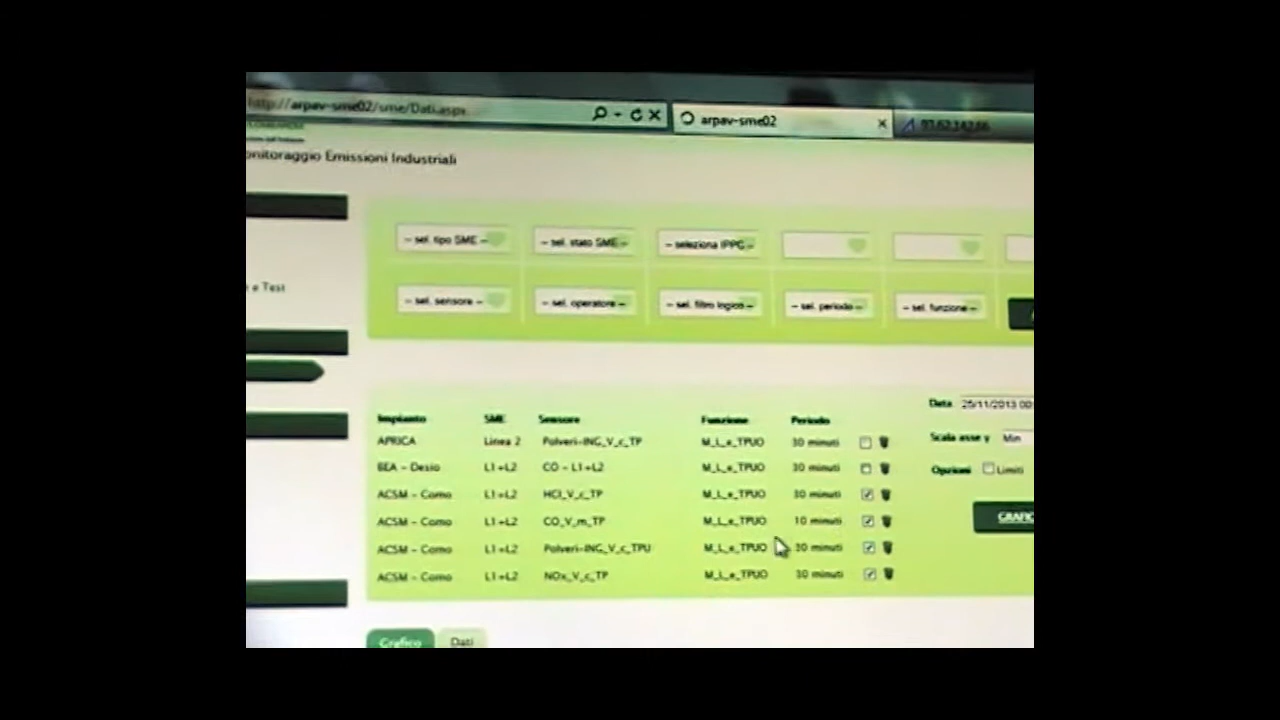 http://arpav-sme02/sme/Dati.aspx
arpav-sme02
onitoraggio Emissioni Industriali
– sel. tipo SME –
– sel. stato SME –
– seleziona IPPC –
e Test
– sel. sensore –
– sel. operatore –
– sel. filtro logico –
– sel. periodo –
– sel. funzione –
Data 25/11/2013 00:
Impianto SME Sensore Funzione Periodo
APRICA Linea 2 Polveri-ING_V_c_TP M_L_e_TPUO 30 minuti
Scala asse y Min
BEA – Desio L1+L2 CO – L1+L2 M_L_e_TPUO 30 minuti
Opzioni Limiti
ACSM – Como L1+L2 HCl_V_c_TP M_L_e_TPUO 30 minuti
ACSM – Como L1+L2 CO_V_m_TP M_L_e_TPUO 10 minuti
GRAFIC
ACSM – Como L1+L2 Polveri-ING_V_c_TPU M_L_e_TPUO 30 minuti
ACSM – Como L1+L2 NOx_V_c_TP M_L_e_TPUO 30 minuti
Grafico Dati